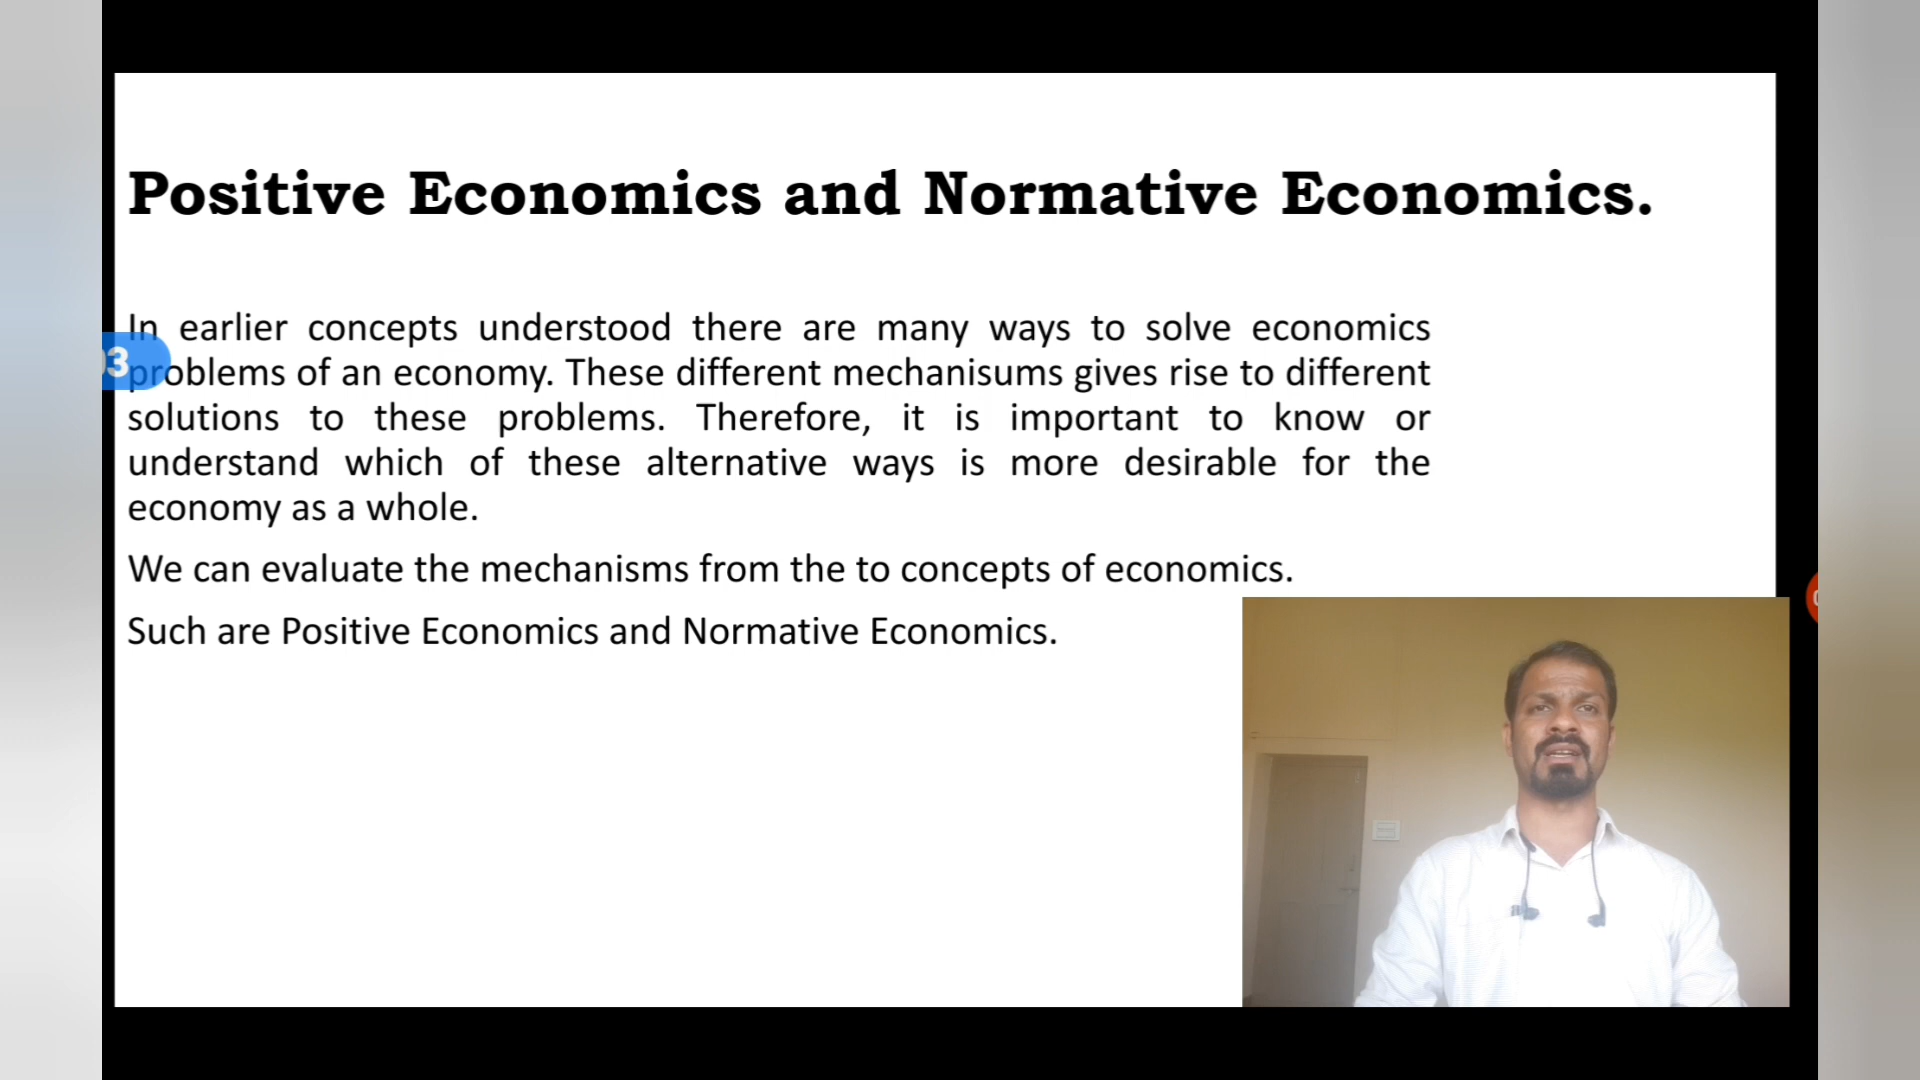 Positive Economics and Normative Economics.
In earlier concepts understood there are many ways to solve economics
problems of an economy. These different mechanisums gives rise to different
solutions to these problems. Therefore, it is important to know or
understand which of these alternative ways is more desirable for the
economy as a whole.
We can evaluate the mechanisms from the to concepts of economics.
Such are Positive Economics and Normative Economics.